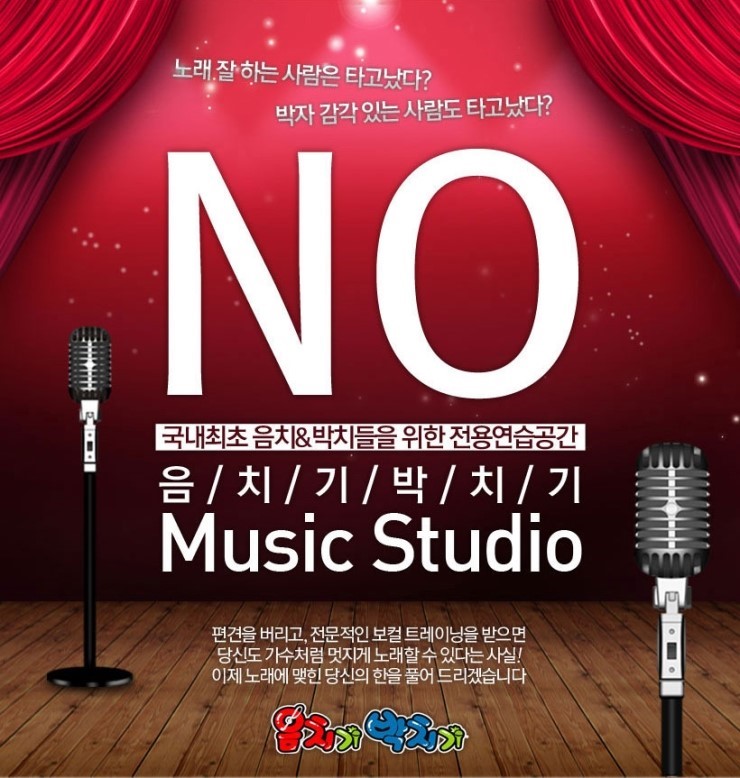 노래 잘 하는 사람은 타고났다?
박자 감각 있는 사람도 타고났다?
NO
국내최초 음치&박치들을 위한 전용연습공간
음 / 치 / 기 / 박 / 치 / 기
Music Studio
편견을 버리고, 전문적인 보컬 트레이닝을 받으면
당신도 가수처럼 멋지게 노래할 수 있다는 사실!
이제 노래에 맺힌 당신의 한을 풀어 드리겠습니다
음치기 박치기